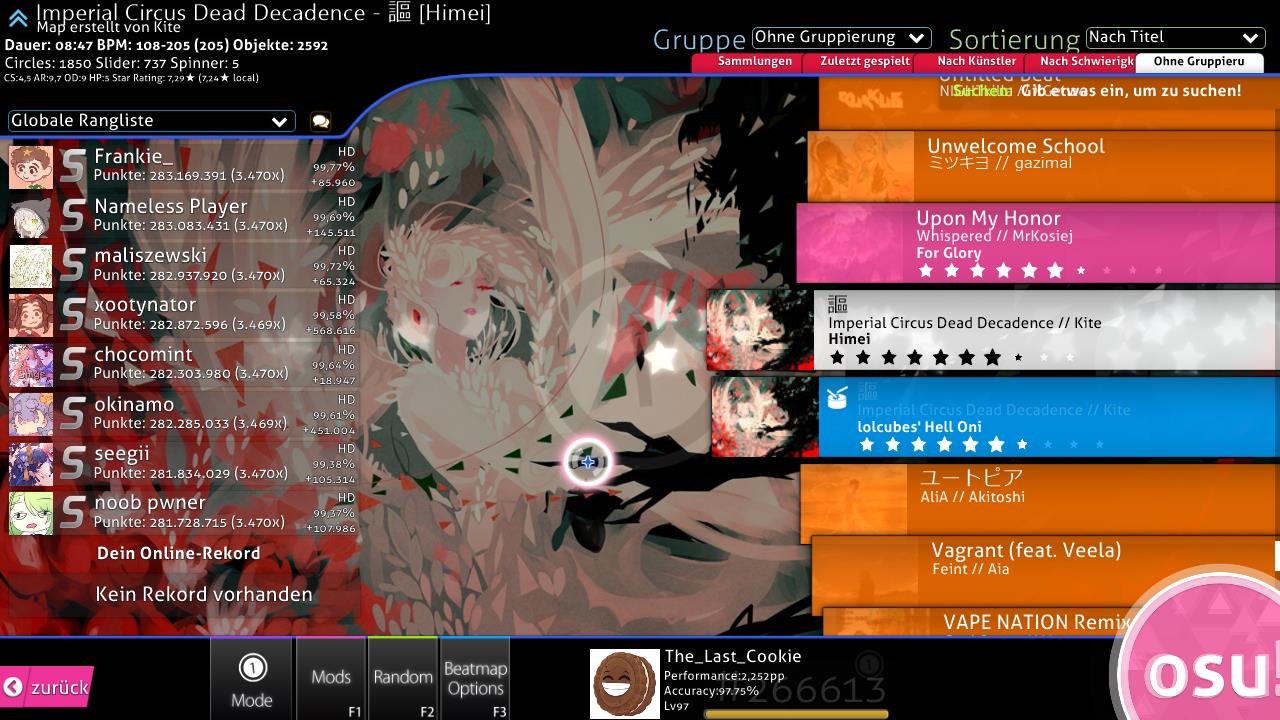 Imperial Circus Dead Decadence - 謳 [Himei]
Map erstellt von Kite
Dauer: 08:47 BPM: 108-205 (205) Objekte: 2592
Circles: 1850 Slider: 737 Spinner: 5
CS:4,5 AR:9,7 OD:9 HP:5 Star Rating: 7,29★ (7,24★ local)
Gruppe
Ohne Gruppierung
Sortierung
Nach Titel
Sammlungen
Zuletzt gespielt
Nach Künstler
Nach Schwierigk
Ohne Gruppieru
Gib etwas ein, um zu suchen!
Globale Rangliste
Frankie_
Punkte: 283.169.391 (3.470x)
HD
99,77%
+85.960
Nameless Player
Punkte: 283.083.431 (3.470x)
HD
99,69%
+145.511
maliszewski
Punkte: 282.937.920 (3.470x)
HD
99,72%
+65.324
xootynator
Punkte: 282.872.596 (3.469x)
HD
99,58%
+568.616
chocomint
Punkte: 282.303.980 (3.470x)
HD
99,64%
+18.947
okinamo
Punkte: 282.285.033 (3.469x)
HD
99,61%
+451.004
seegii
Punkte: 281.834.029 (3.470x)
HD
99,38%
+105.314
noob pwner
Punkte: 281.728.715 (3.470x)
HD
99,37%
+107.986
Dein Online-Rekord
Kein Rekord vorhanden
Unwelcome School
ミツキヨ // gazimal
Upon My Honor
Whispered // MrKosiej
For Glory
謳
Imperial Circus Dead Decadence // Kite
Himei
謳
Imperial Circus Dead Decadence // Kite
lolcubes' Hell Oni
ユートピア
AliA // Akitoshi
Vagrant (feat. Veela)
Feint // Aia
VAPE NATION Remix
zurück
1
Mode
Mods
F1
Random
F2
Beatmap
Options
F3
The_Last_Cookie
Performance:2,252pp
Accuracy:97.75%
Lv97
#266613
osu!